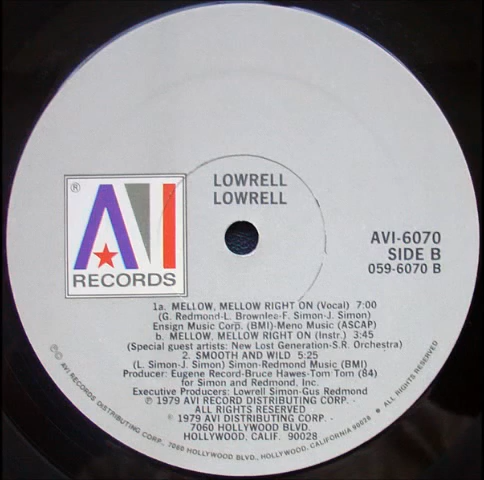 LOWRELL
LOWRELL
®
AVI
RECORDS
AVI-6070
SIDE B
059-6070 B
1a. MELLOW, MELLOW RIGHT ON (Vocal) 7:00
(G. Redmond-L. Brownlee-F. Simon-J. Simon)
Ensign Music Corp. (BMI)-Meno Music (ASCAP)
b. MELLOW, MELLOW RIGHT ON (Instr.) 3:45
(Special guest artists: New Lost Generation-S.R. Orchestra)
2. SMOOTH AND WILD 5:25
(L. Simon-J. Simon) Simon-Redmond Music (BMI)
Producer: Eugene Record-Bruce Hawes-Tom Tom (84)
for Simon and Redmond, Inc.
Executive Producers: Lowrell Simon-Gus Redmond
℗ 1979 AVI RECORD DISTRIBUTING CORP.
ALL RIGHTS RESERVED
©1979 AVI DISTRIBUTING CORP.
7060 HOLLYWOOD BLVD.
HOLLYWOOD, CALIF. 90028
℗© AVI RECORDS DISTRIBUTING CORP., 7060 HOLLYWOOD BLVD., HOLLYWOOD, CALIFORNIA 90028 • ALL RIGHTS RESERVED